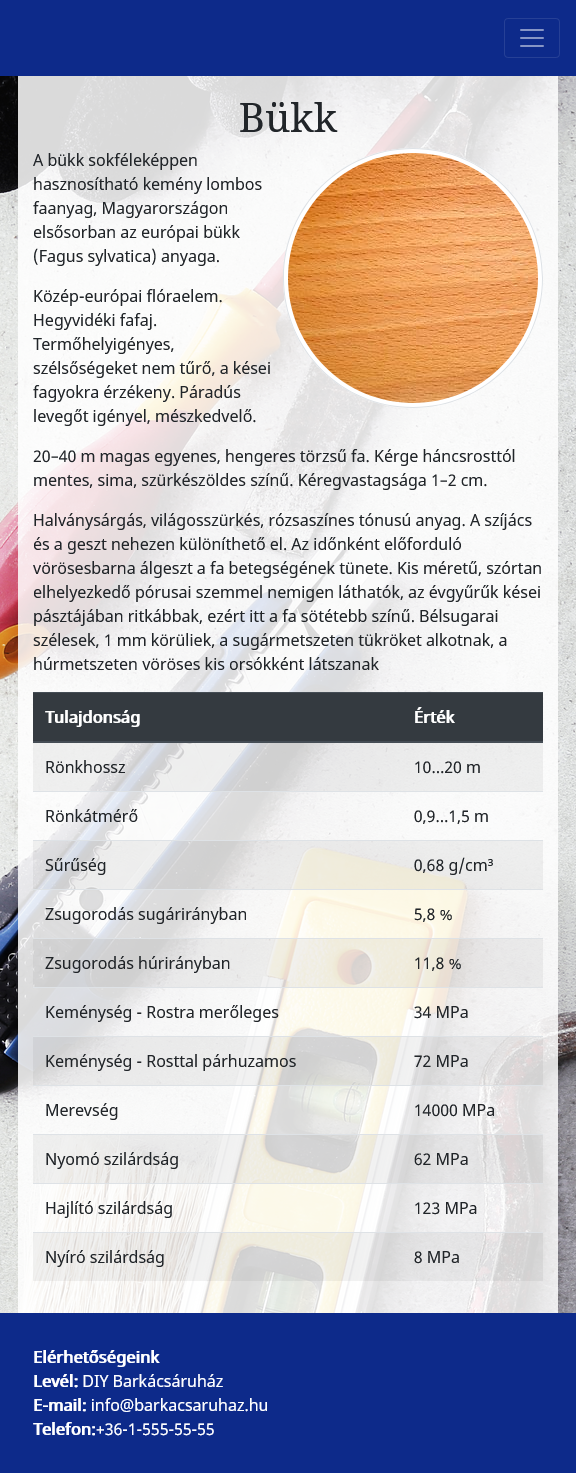 Bükk
A bükk sokféleképpen
hasznosítható kemény lombos
faanyag, Magyarországon
elsősorban az európai bükk
(Fagus sylvatica) anyaga.
Közép-európai flóraelem.
Hegyvidéki fafaj.
Termőhelyigényes,
szélsőségeket nem tűrő, a kései
fagyokra érzékeny. Páradús
levegőt igényel, mészkedvelő.
20–40 m magas egyenes, hengeres törzsű fa. Kérge háncsrosttól
mentes, sima, szürkészöldes színű. Kéregvastagsága 1–2 cm.
Halványsárgás, világosszürkés, rózsaszínes tónusú anyag. A szíjács
és a geszt nehezen különíthető el. Az időnként előforduló
vörösesbarna álgeszt a fa betegségének tünete. Kis méretű, szórtan
elhelyezkedő pórusai szemmel nemigen láthatók, az évgyűrűk kései
pásztájában ritkábbak, ezért itt a fa sötétebb színű. Bélsugarai
szélesek, 1 mm körüliek, a sugármetszeten tükröket alkotnak, a
húrmetszeten vöröses kis orsókként látszanak
Tulajdonság Érték
Rönkhossz 10...20 m
Rönkátmérő 0,9...1,5 m
Sűrűség 0,68 g/cm³
Zsugorodás sugárirányban 5,8 %
Zsugorodás húrirányban 11,8 %
Keménység - Rostra merőleges 34 MPa
Keménység - Rosttal párhuzamos 72 MPa
Merevség 14000 MPa
Nyomó szilárdság 62 MPa
Hajlító szilárdság 123 MPa
Nyíró szilárdság 8 MPa
Elérhetőségeink
Levél: DIY Barkácsáruház
E-mail: info@barkacsaruhaz.hu
Telefon:+36-1-555-55-55